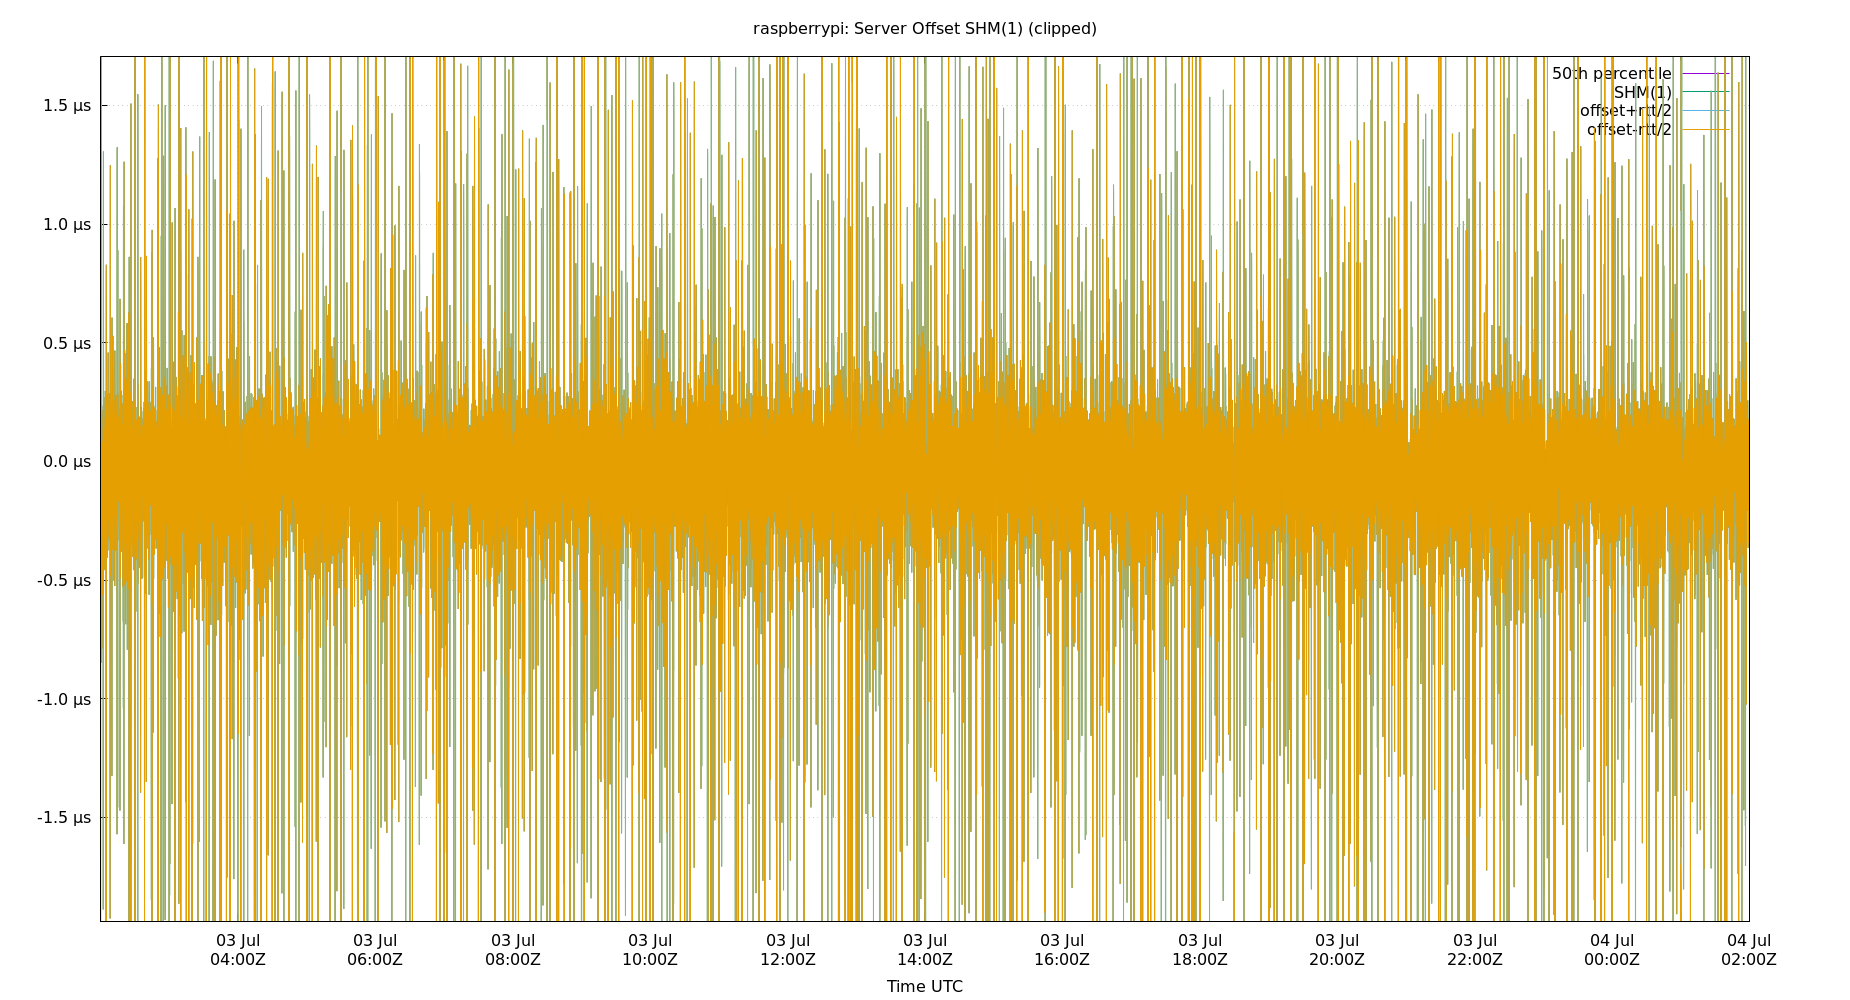 raspberrypi: Server Offset SHM(1) (clipped)
50th percentile
SHM(1)
offset+rtt/2
offset-rtt/2
1.5 µs
1.0 µs
0.5 µs
0.0 µs
-0.5 µs
-1.0 µs
-1.5 µs
03 Jul 03 Jul 03 Jul 03 Jul 03 Jul 03 Jul 03 Jul 03 Jul 03 Jul 03 Jul 04 Jul 04 Jul
04:00Z 06:00Z 08:00Z 10:00Z 12:00Z 14:00Z 16:00Z 18:00Z 20:00Z 22:00Z 00:00Z 02:00Z
Time UTC